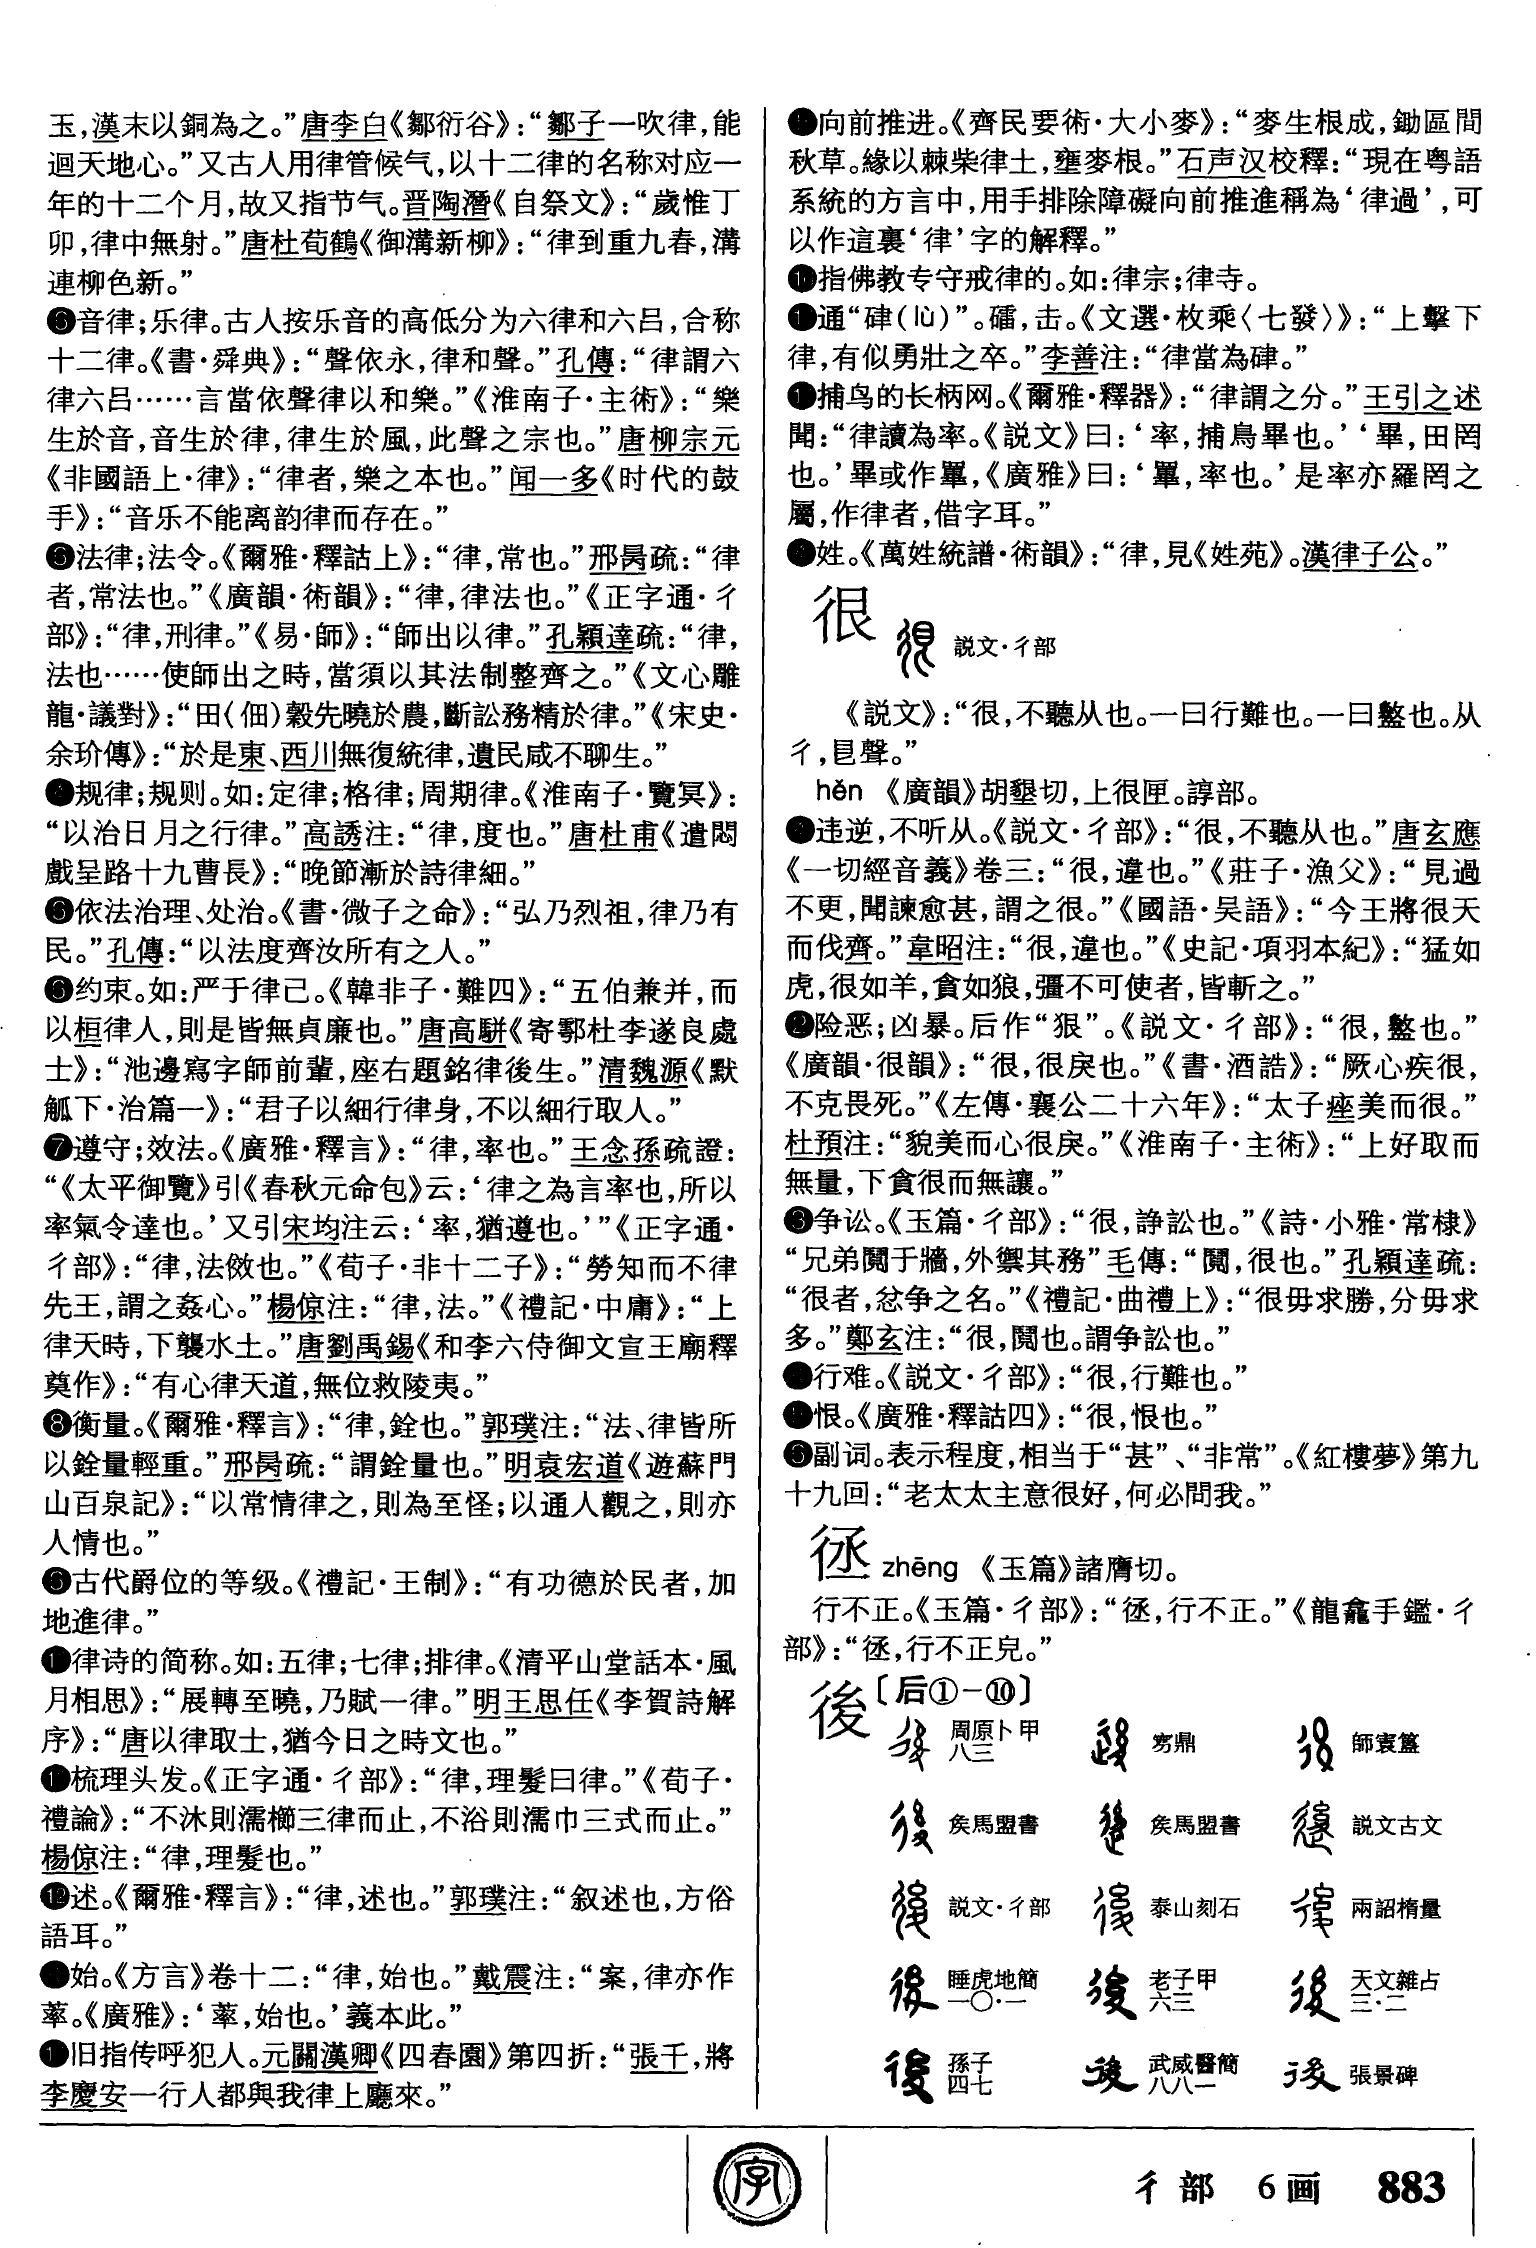 玉，漢末以銅為之。”唐李白《鄒衍谷》：“鄒子一吹律，能
迴天地心。”又古人用律管候气，以十二律的名称对应一
年的十二个月，故又指节气。晋陶潛《自祭文》：“歲惟丁
卯，律中無射。”唐杜荀鶴《御溝新柳》：“律到重九春，溝
連柳色新。”
音律；乐律。古人按乐音的高低分为六律和六吕，合称
十二律。《書·舜典》：“聲依永，律和聲。”孔傳：“律謂六
律六吕……言當依聲律以和樂。”《淮南子·主術》：“樂
生於音，音生於律，律生於風，此聲之宗也。”唐柳宗元
《非國語上·律》：“律者，樂之本也。”闻一多《时代的鼓
手》：“音乐不能离韵律而存在。”
法律；法令。《爾雅·釋詁上》：“律，常也。”邢昺疏：“律
者，常法也。”《廣韻·術韻》：“律，律法也。”《正字通·彳
部》：“律，刑律。”《易·師》：“師出以律。”孔穎達疏：“律，
法也……使師出之時，當須以其法制整齊之。”《文心雕
龍·議對》：“田（佃）穀先曉於農，斷訟務精於律。”《宋史·
余玠傳》：“於是東、西川無復統律，遺民咸不聊生。”
规律；规则。如：定律；格律；周期律。《淮南子·覽冥》：
“以治日月之行律。”高誘注：“律，度也。”唐杜甫《遣悶
戲呈路十九曹長》：“晚節漸於詩律細。”
依法治理、处治。《書·微子之命》：“弘乃烈祖，律乃有
民。”孔傳：“以法度齊汝所有之人。”
❻约束。如：严于律己。《韓非子·難四》：“五伯兼并，而
以桓律人，則是皆無貞廉也。”唐高駢《寄鄠杜李遂良處
士》：“池邊寫字師前輩，座右題銘律後生。”清魏源《默
觚下·治篇一》：“君子以細行律身，不以細行取人。”
❼遵守；效法。《廣雅·釋言》：“律，率也。”王念孫疏證：
“《太平御覽》引《春秋元命包》云：‘律之為言率也，所以
率氣令達也。’又引宋均注云：‘率，猶遵也。’”《正字通·
彳部》：“律，法傚也。”《荀子·非十二子》：“勞知而不律
先王，謂之姦心。”楊倞注：“律，法。”《禮記·中庸》：“上
律天時，下襲水土。”唐劉禹錫《和李六侍御文宣王廟釋
奠作》：“有心律天道，無位救陵夷。”
❽衡量。《爾雅·釋言》：“律，銓也。”郭璞注：“法、律皆所
以銓量輕重。”邢昺疏：“謂銓量也。”明袁宏道《遊蘇門
山百泉記》：“以常情律之，則為至怪；以通人觀之，則亦
人情也。”
古代爵位的等级。《禮記·王制》：“有功德於民者，加
地進律。”
律诗的简称。如：五律；七律；排律。《清平山堂話本·風
月相思》：“展轉至曉，乃賦一律。”明王思任《李賀詩解
序》：“唐以律取士，猶今日之時文也。”
梳理头发。《正字通·彳部》：“律，理髮曰律。”《荀子·
禮論》：“不沐則濡櫛三律而止，不浴則濡巾三式而止。”
楊倞注：“律，理髮也。”
⓬述。《爾雅·釋言》：“律，述也。”郭璞注：“叙述也，方俗
語耳。”
始。《方言》卷十二：“律，始也。”戴震注：“案，律亦作
葎。《廣雅》：‘葎，始也。’義本此。”
旧指传呼犯人。元關漢卿《四春園》第四折：“張千，將
李慶安一行人都與我律上廳來。”
向前推进。《齊民要術·大小麥》：“麥生根成，鋤區間
秋草。緣以棘柴律土，壅麥根。”石声汉校釋：“現在粤語
系統的方言中，用手排除障礙向前推進稱為‘律過’，可
以作這裏‘律’字的解釋。”
指佛教专守戒律的。如：律宗；律寺。
通“硉（lù）”。礌，击。《文選·枚乘〈七發〉》：“上擊下
律，有似勇壯之卒。”李善注：“律當為硉。”
捕鸟的长柄网。《爾雅·釋器》：“律謂之分。”王引之述
聞：“律讀為率。《説文》曰：‘率，捕鳥畢也。’‘畢，田罔
也。’畢或作罼，《廣雅》曰：‘罼，率也。’是率亦羅罔之
屬，作律者，借字耳。”
姓。《萬姓統譜·術韻》：“律，見《姓苑》。漢律子公。”
很 説文·彳部
《説文》：“很，不聽从也。一曰行難也。一曰盭也。从
彳，皀聲。”
hěn 《廣韻》胡墾切，上很匣。諄部。
违逆，不听从。《説文·彳部》：“很，不聽从也。”唐玄應
《一切經音義》卷三：“很，違也。”《莊子·漁父》：“見過
不更，聞諫愈甚，謂之很。”《國語·吴語》：“今王將很天
而伐齊。”韋昭注：“很，違也。”《史記·項羽本紀》：“猛如
虎，很如羊，貪如狼，彊不可使者，皆斬之。”
❷险恶；凶暴。后作“狠”。《説文·彳部》：“很，盭也。”
《廣韻·很韻》：“很，很戾也。”《書·酒誥》：“厥心疾很，
不克畏死。”《左傳·襄公二十六年》：“太子痤美而很。”
杜預注：“貌美而心很戾。”《淮南子·主術》：“上好取而
無量，下貪很而無讓。”
❸争讼。《玉篇·彳部》：“很，諍訟也。”《詩·小雅·常棣》
“兄弟鬩于牆，外禦其務”毛傳：“鬩，很也。”孔穎達疏：
“很者，忿争之名。”《禮記·曲禮上》：“很毋求勝，分毋求
多。”鄭玄注：“很，鬩也。謂争訟也。”
行难。《説文·彳部》：“很，行難也。”
恨。《廣雅·釋詁四》：“很，恨也。”
副词。表示程度，相当于“甚”、“非常”。《紅樓夢》第九
十九回：“老太太主意很好，何必問我。”
徏 zhēng 《玉篇》諸膺切。
行不正。《玉篇·彳部》：“，行不正。”《龍龕手鑑·彳
部》：“，行不正皃。”
後〔后①－⑩〕
周原卜甲八三 㝬鼎 師袁簋
矦馬盟書 矦馬盟書 説文古文
説文·彳部 泰山刻石 兩詔橢量
睡虎地簡一〇·一 老子甲六三 天文雜占三·二
孫子四七 武威醫簡八八一 張景碑
字
彳部 6画 883